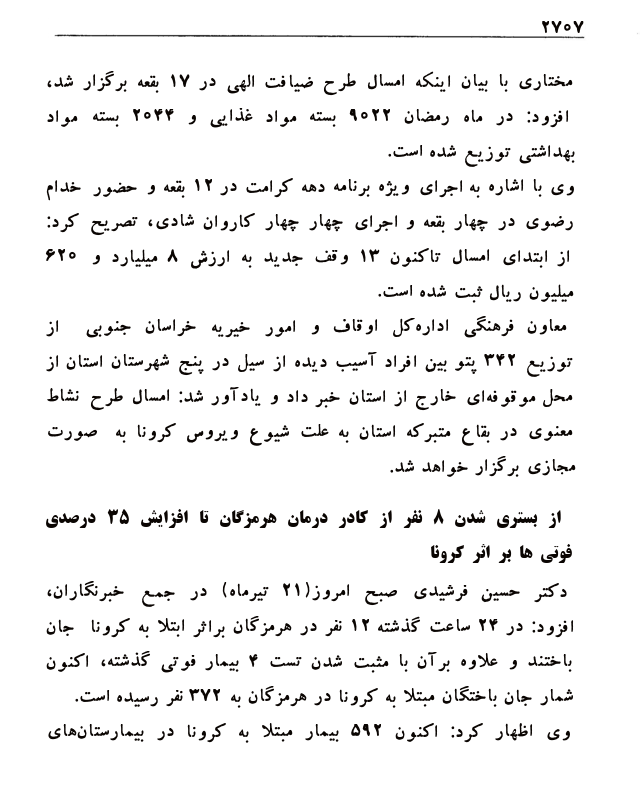 ۲۷۰۷
مختاری با بیان اینکه امسال طرح ضیافت الهی در ۱۷ بقعه برگزار شد،
افزود: در ماه رمضان ۹۰۲۲ بسته مواد غذایی و ۲۰۴۴ بسته مواد
بهداشتی توزیع شده است.
وی با اشاره به اجرای ویژه برنامه دهه کرامت در ۱۲ بقعه و حضور خدام
رضوی در چهار بقعه و اجرای چهار چهار کاروان شادی، تصریح کرد:
از ابتدای امسال تاکنون ۱۳ وقف جدید به ارزش ۸ میلیارد و ۶۲۰
میلیون ریال ثبت شده است.
معاون فرهنگی اداره‌کل اوقاف و امور خیریه خراسان جنوبی از
توزیع ۳۴۲ پتو بین افراد آسیب دیده از سیل در پنج شهرستان استان از
محل موقوفه‌ای خارج از استان خبر داد و یادآور شد: امسال طرح نشاط
معنوی در بقاع متبرکه استان به علت شیوع ویروس کرونا به صورت
مجازی برگزار خواهد شد.
از بستری شدن ۸ نفر از کادر درمان هرمزگان تا افزایش ۳۵ درصدی
فوتی ها بر اثر کرونا
دکتر حسین فرشیدی صبح امروز(۲۱ تیرماه) در جمع خبرنگاران،
افزود: در ۲۴ ساعت گذشته ۱۲ نفر در هرمزگان براثر ابتلا به کرونا جان
باختند و علاوه برآن با مثبت شدن تست ۴ بیمار فوتی گذشته، اکنون
شمار جان باختگان مبتلا به کرونا در هرمزگان به ۳۷۲ نفر رسیده است.
وی اظهار کرد: اکنون ۵۹۲ بیمار مبتلا به کرونا در بیمارستان‌های